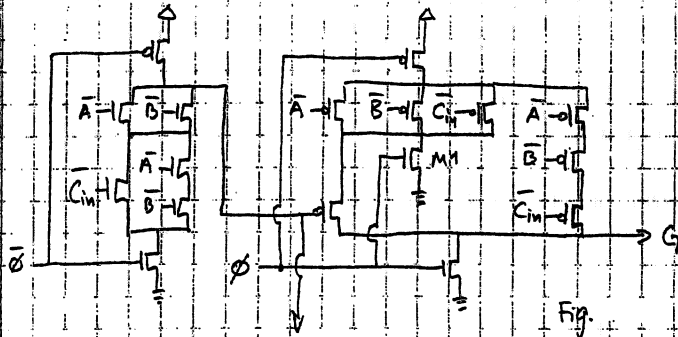 A̅ B̅ A̅ B̅ C̅in A̅
A̅ M1 B̅
C̅in B̅ C̅in
G
∅̅ ∅
Fig.